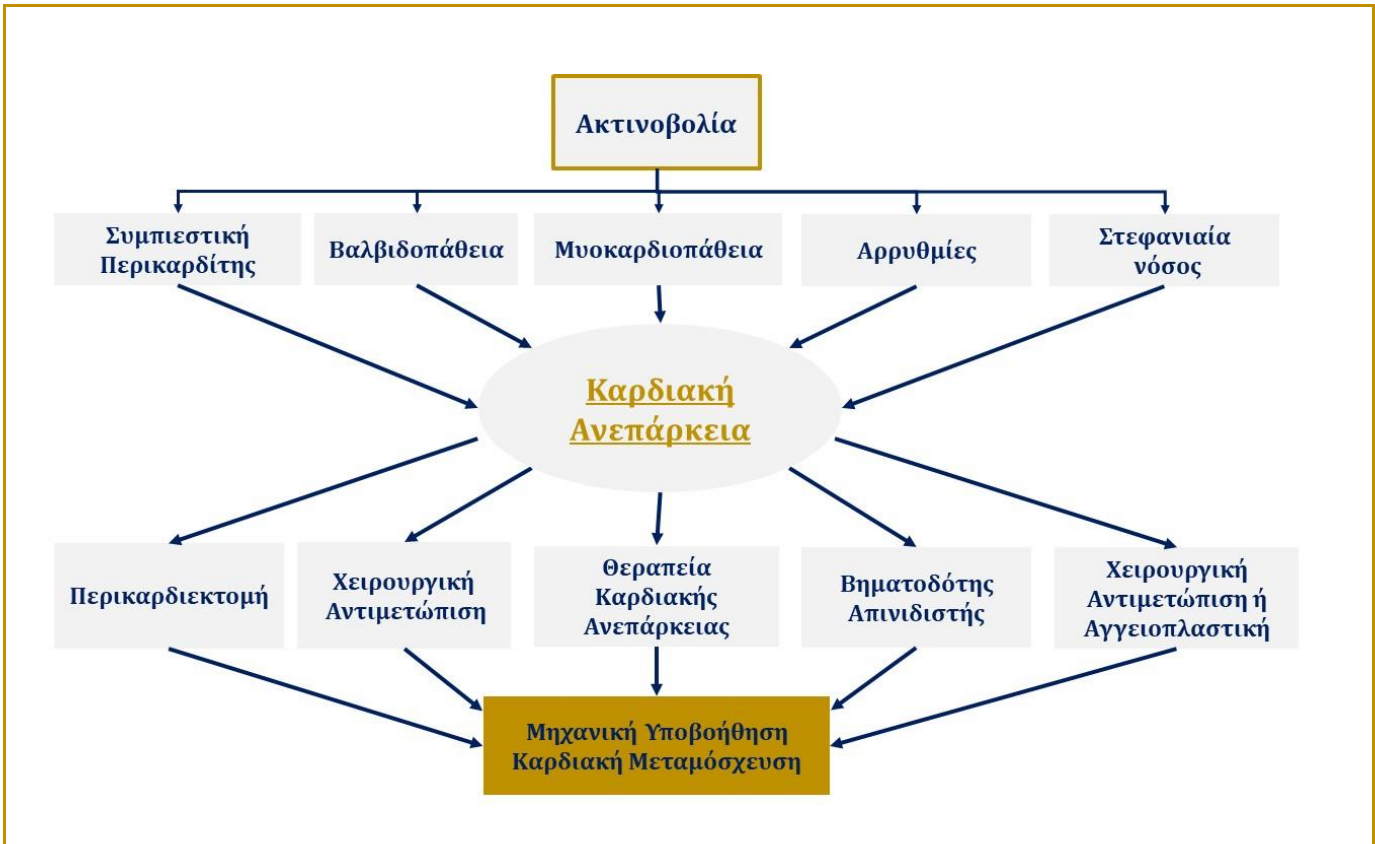 Ακτινοβολία
Συμπιεστική
Περικαρδίτης
Βαλβιδοπάθεια
Μυοκαρδιοπάθεια
Αρρυθμίες
Στεφανιαία
νόσος
Καρδιακή
Ανεπάρκεια
Περικαρδιεκτομή
Χειρουργική
Αντιμετώπιση
Θεραπεία
Καρδιακής
Ανεπάρκειας
Βηματοδότης
Απινιδιστής
Χειρουργική
Αντιμετώπιση ή
Αγγειοπλαστική
Μηχανική Υποβοήθηση
Καρδιακή Μεταμόσχευση